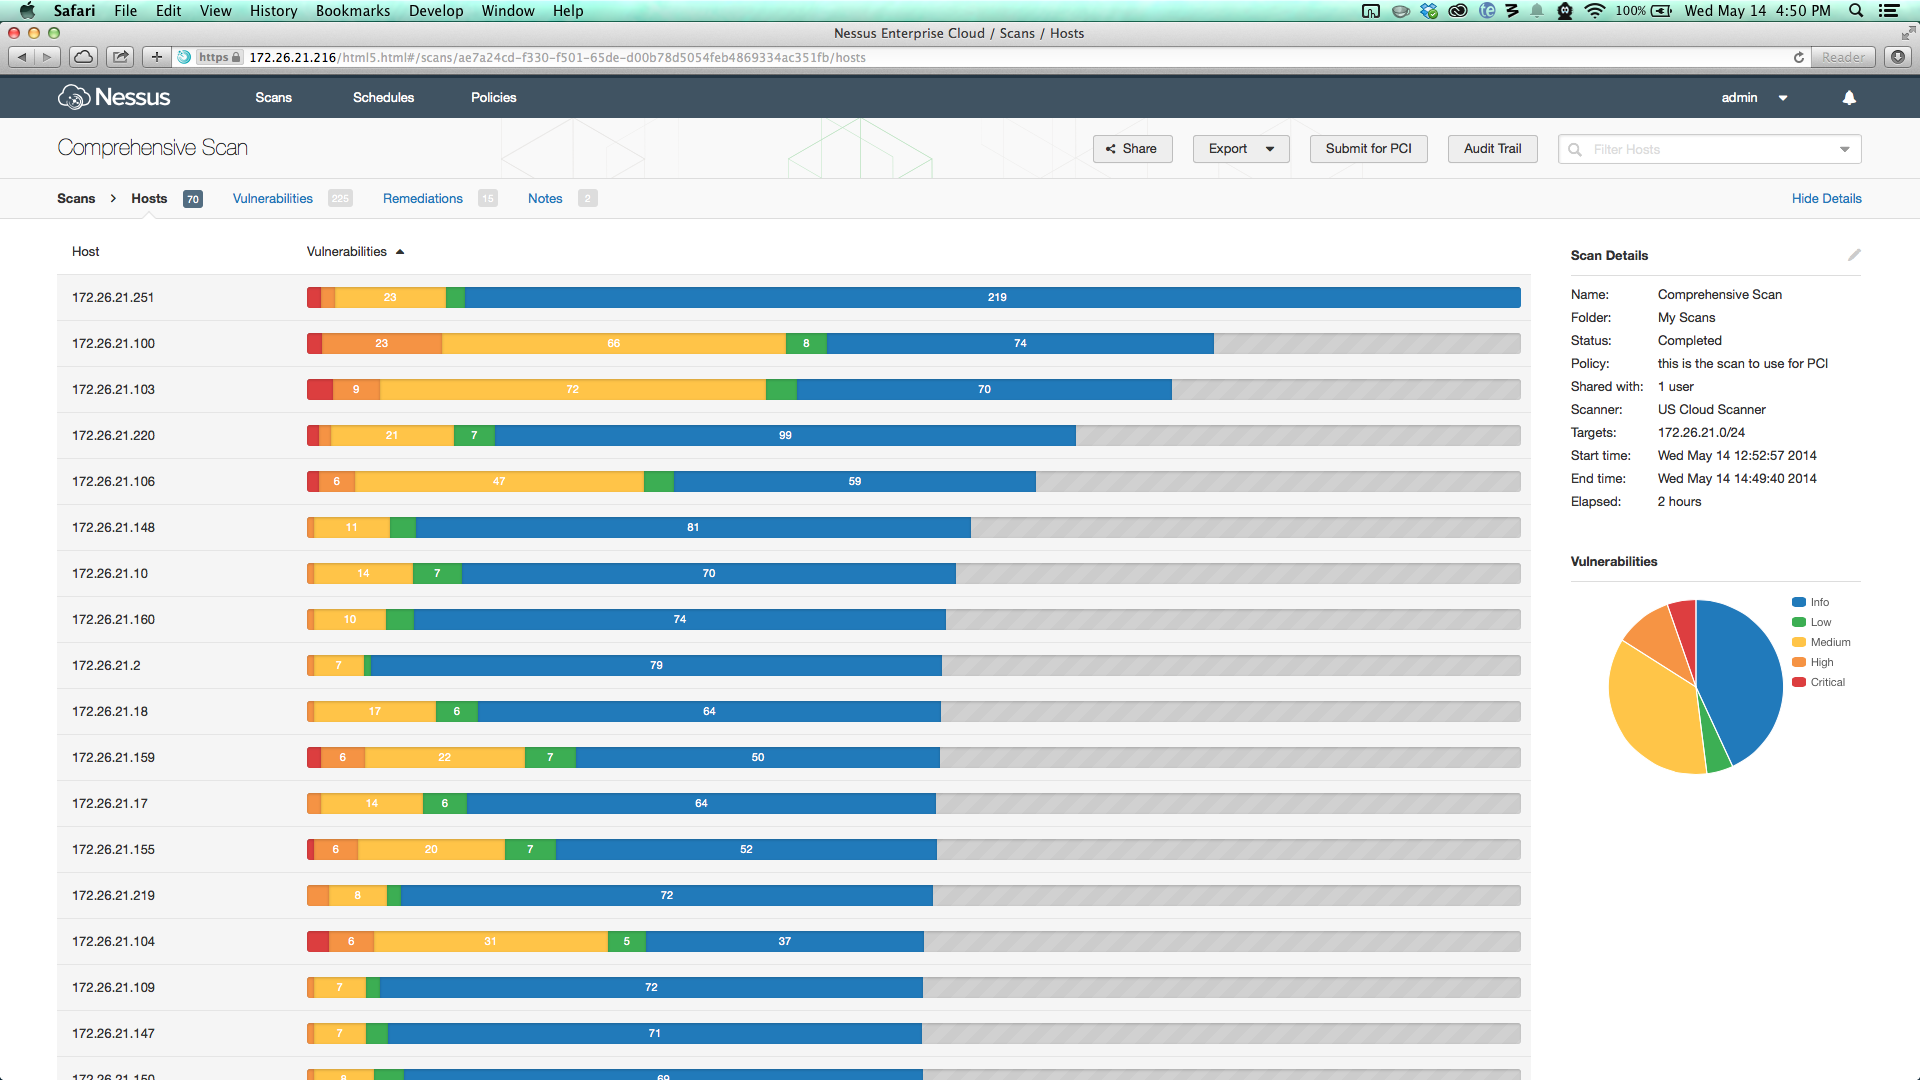 Safari File Edit View History Bookmarks Develop Window Help 100% Wed May 14 4:50 PM
Nessus Enterprise Cloud / Scans / Hosts
https 172.26.21.216/html5.html#/scans/ae7a24cd-f330-f501-65de-d00b78d5054feb4869334ac351fb/hosts Reader
Nessus Scans Schedules Policies admin
Comprehensive Scan Share Export Submit for PCI Audit Trail Filter Hosts
Scans > Hosts 70 Vulnerabilities 225 Remediations 15 Notes 2 Hide Details
Host Vulnerabilities
172.26.21.251 23 219
172.26.21.100 23 66 8 74
172.26.21.103 9 72 70
172.26.21.220 21 7 99
172.26.21.106 6 47 59
172.26.21.148 11 81
172.26.21.10 14 7 70
172.26.21.160 10 74
172.26.21.2 7 79
172.26.21.18 17 6 64
172.26.21.159 6 22 7 50
172.26.21.17 14 6 64
172.26.21.155 6 20 7 52
172.26.21.219 8 72
172.26.21.104 6 31 5 37
172.26.21.109 7 72
172.26.21.147 7 71
172.26.21.150 8 69
Scan Details
Name: Comprehensive Scan
Folder: My Scans
Status: Completed
Policy: this is the scan to use for PCI
Shared with: 1 user
Scanner: US Cloud Scanner
Targets: 172.26.21.0/24
Start time: Wed May 14 12:52:57 2014
End time: Wed May 14 14:49:40 2014
Elapsed: 2 hours
Vulnerabilities
Info
Low
Medium
High
Critical